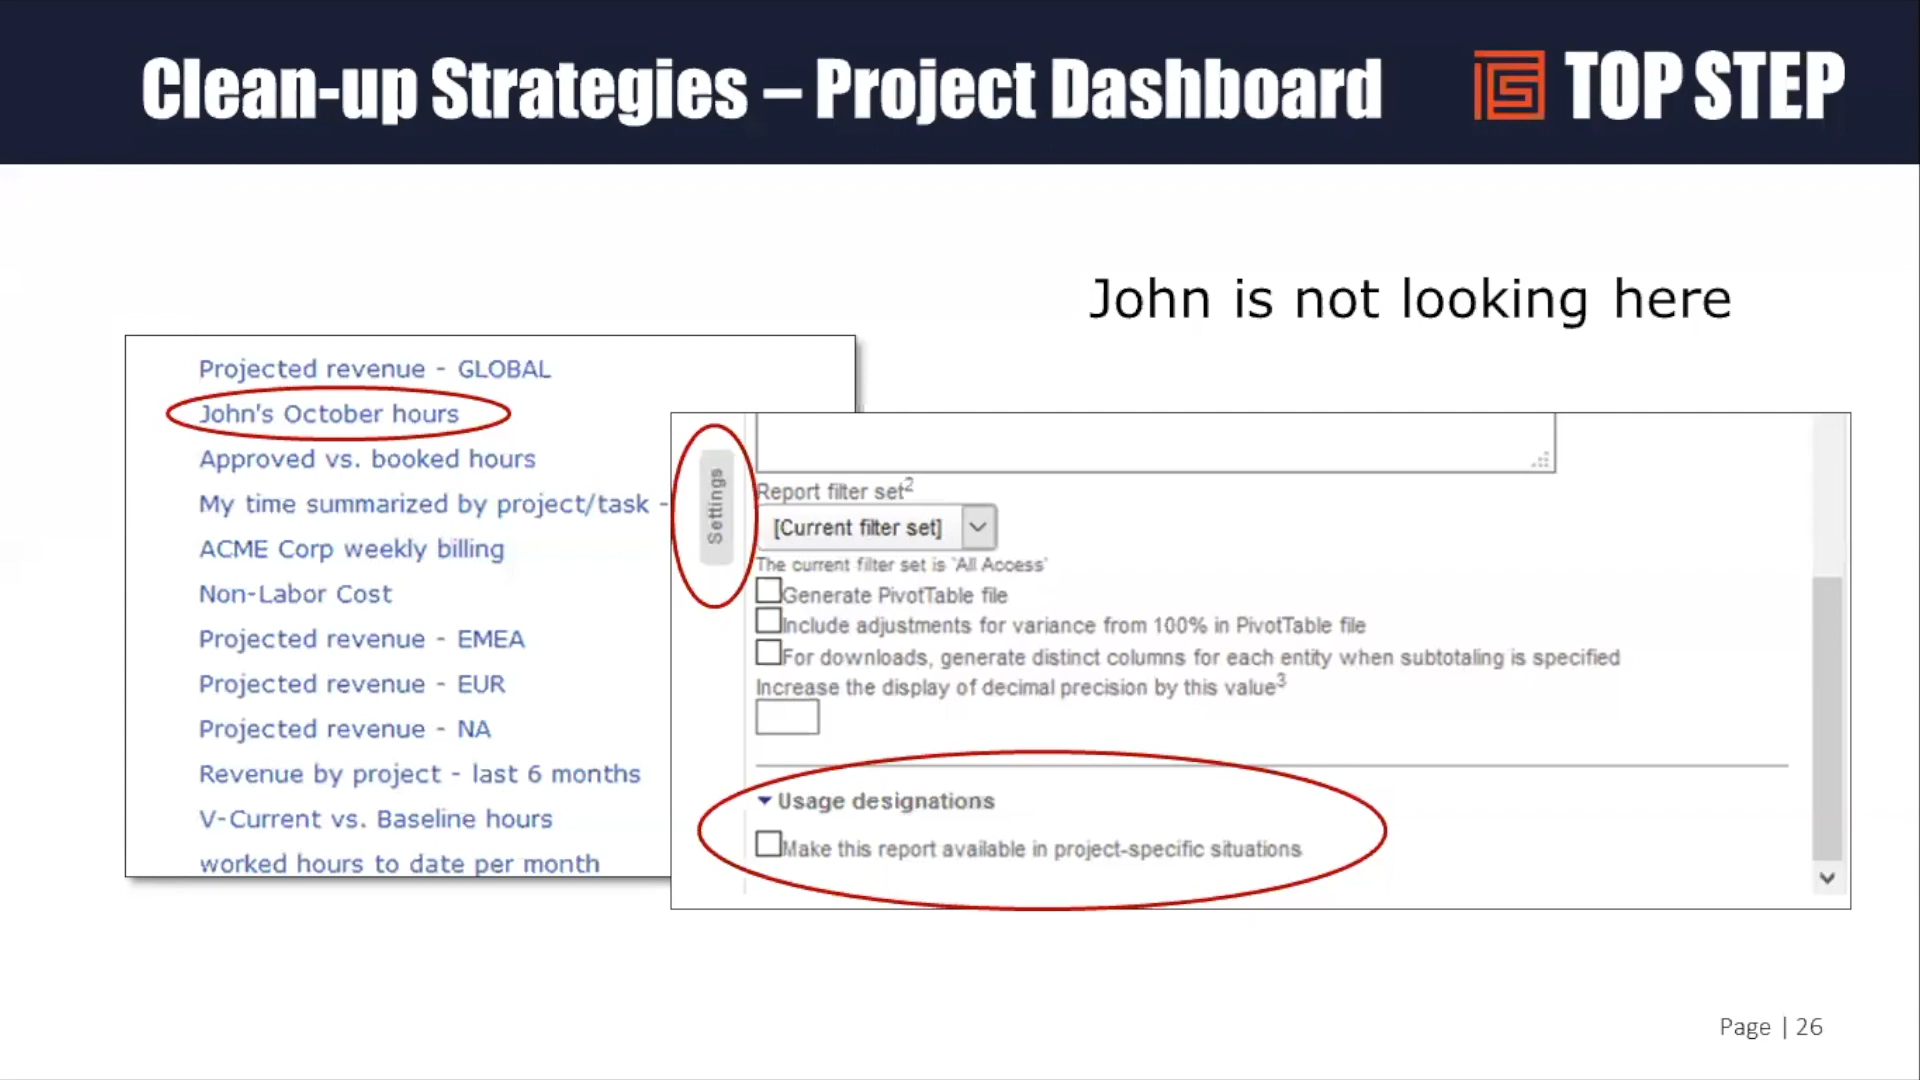 Clean-up Strategies – Project Dashboard
TOP STEP
John is not looking here
Projected revenue - GLOBAL
John's October hours
Approved vs. booked hours
My time summarized by project/task -
ACME Corp weekly billing
Non-Labor Cost
Projected revenue - EMEA
Projected revenue - EUR
Projected revenue - NA
Revenue by project - last 6 months
V-Current vs. Baseline hours
worked hours to date per month
Settings
Report filter set2
[Current filter set]
The current filter set is 'All Access'
Generate PivotTable file
Include adjustments for variance from 100% in PivotTable file
For downloads, generate distinct columns for each entity when subtotaling is specified
Increase the display of decimal precision by this value3
Usage designations
Make this report available in project-specific situations
Page | 26